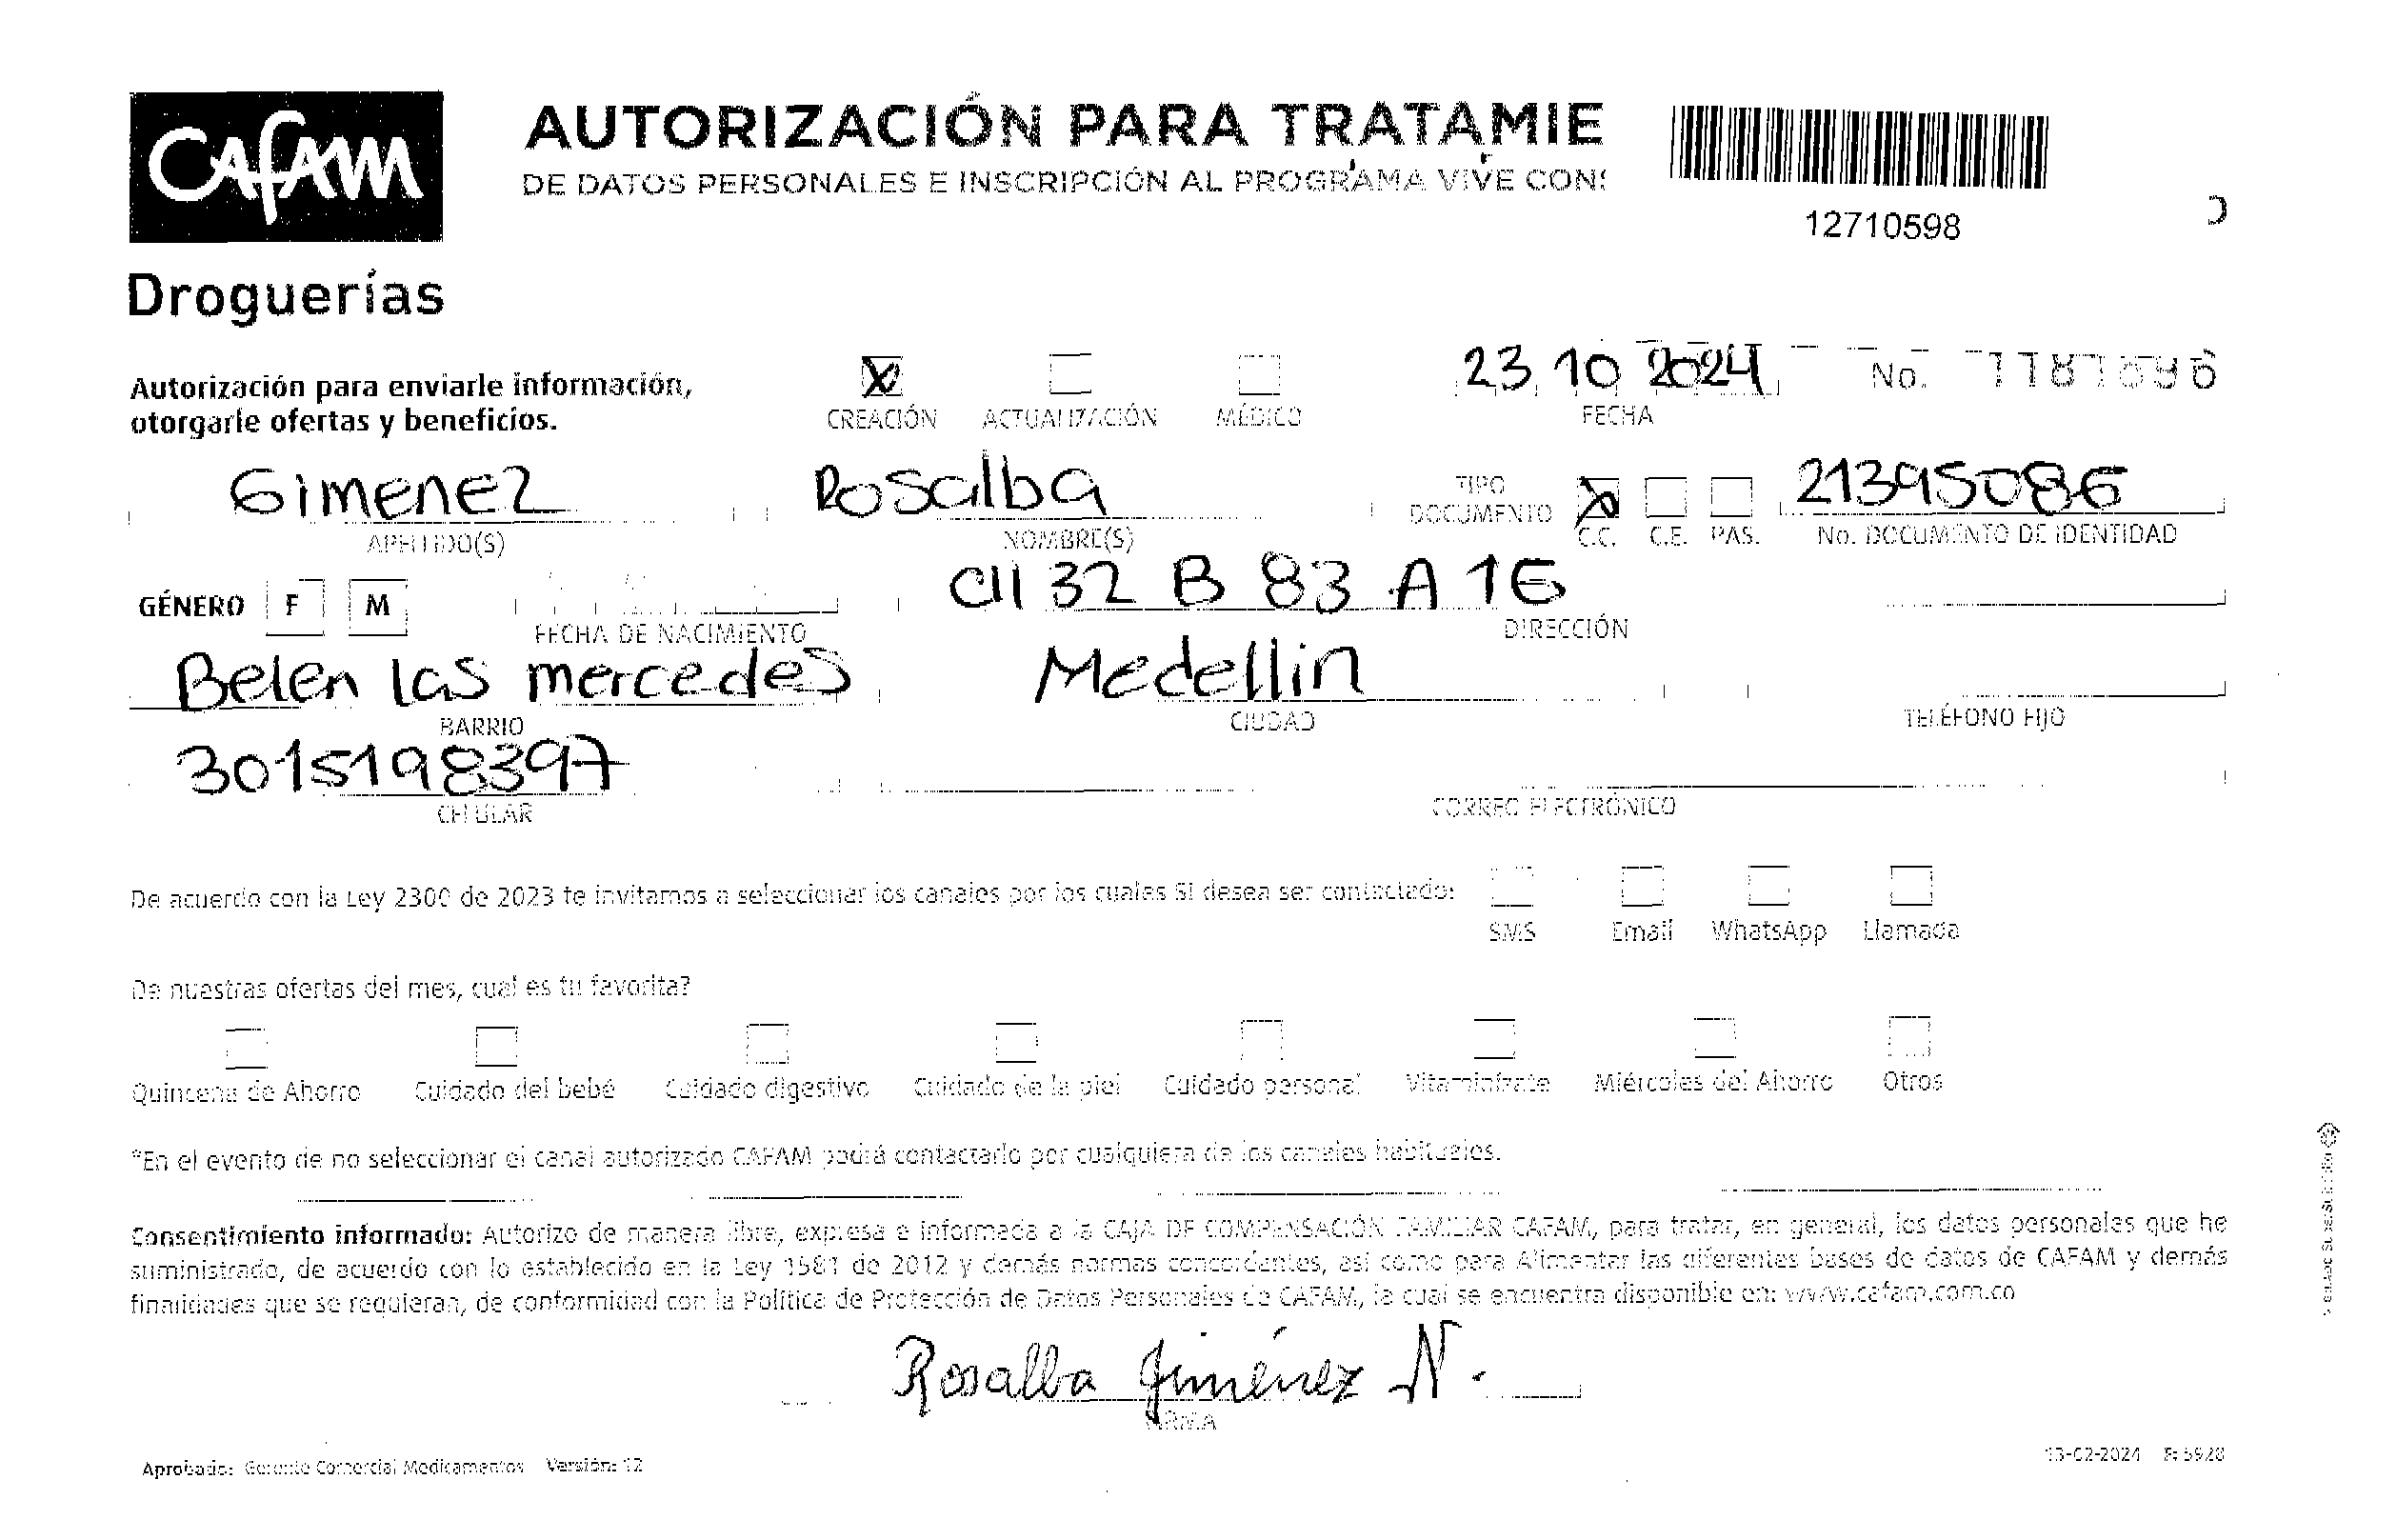 CAFAM
AUTORIZACIÓN PARA TRATAMIE
DE DATOS PERSONALES E INSCRIPCIÓN AL PROGRAMA VIVE CON
12710598
Droguerías
Autorización para enviarle información,
otorgarle ofertas y beneficios.
X CREACIÓN ACTUALIZACIÓN MÉDICO
23 10 2024 No.
FECHA
Gimenez Rosalba TIPO DOCUMENTO X 21395086
APELLIDO(S) NOMBRE(S) C.C. C.E. PAS. No. DOCUMENTO DE IDENTIDAD
GÉNERO F M Cll 32 B 83 A 16
FECHA DE NACIMIENTO DIRECCIÓN
Belen las mercedes Medellin
BARRIO CIUDAD TELÉFONO FIJO
3015198397
CELULAR CORREO ELECTRÓNICO
De acuerdo con la Ley 2300 de 2023 te invitamos a seleccionar los canales por los cuales SI desea ser contactado:
SMS Email WhatsApp Llamada
De nuestras ofertas del mes, cual es tu favorita?
Quincena de Ahorro Cuidado del bebé Cuidado digestivo Cuidado de la piel Cuidado personal Vitaminízate Miércoles del Ahorro Otros
*En el evento de no seleccionar el canal autorizado CAFAM podrá contactarlo por cualquiera de los canales habituales.
Consentimiento informado: Autorizo de manera libre, expresa e informada a la CAJA DE COMPENSACIÓN FAMILIAR CAFAM, para tratar, en general, los datos personales que he
suministrado, de acuerdo con lo establecido en la Ley 1581 de 2012 y demás normas concordantes, así como para Alimentar las diferentes bases de datos de CAFAM y demás
finalidades que se requieran, de conformidad con la Política de Protección de Datos Personales de CAFAM, la cual se encuentra disponible en: www.cafam.com.co
Rosalba Jiménez N.
FIRMA
Aprobado: Gerente Comercial Medicamentos Versión: 12
13-02-2024